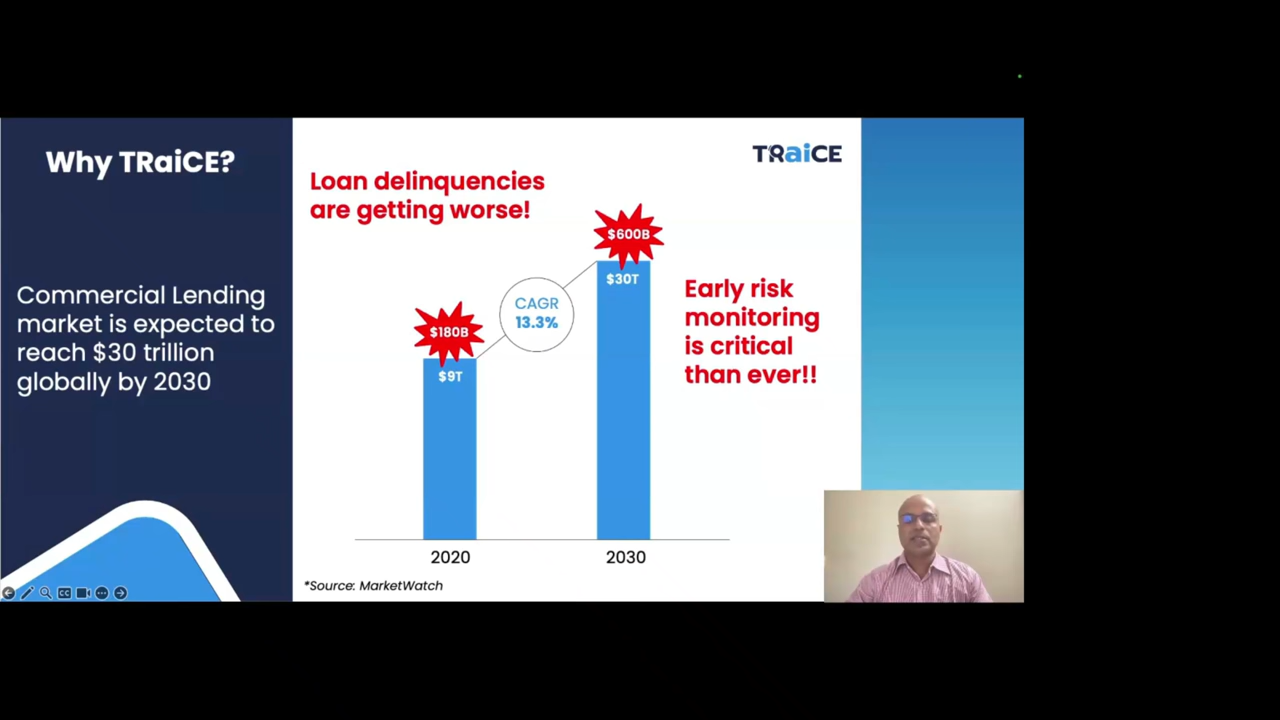 Why TRaiCE?
Commercial Lending
market is expected to
reach $30 trillion
globally by 2030
TRaiCE
Loan delinquencies
are getting worse!
$600B
$30T
CAGR
13.3%
$180B
$9T
Early risk
monitoring
is critical
than ever!!
2020
2030
*Source: MarketWatch
CC